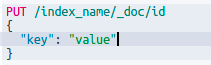 PUT /index_name/_doc/id
{
  "key": "value"
}